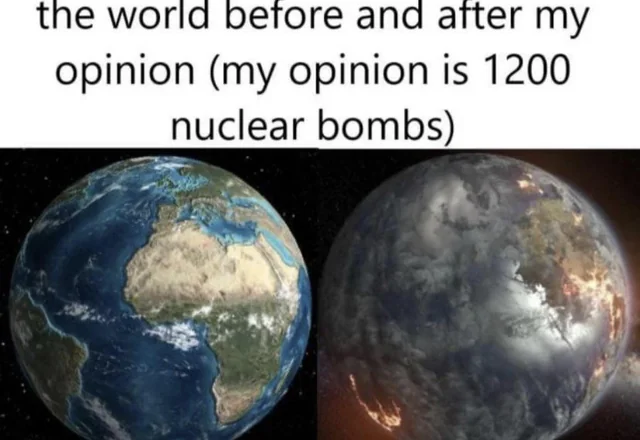 the world before and after my
opinion (my opinion is 1200
nuclear bombs)